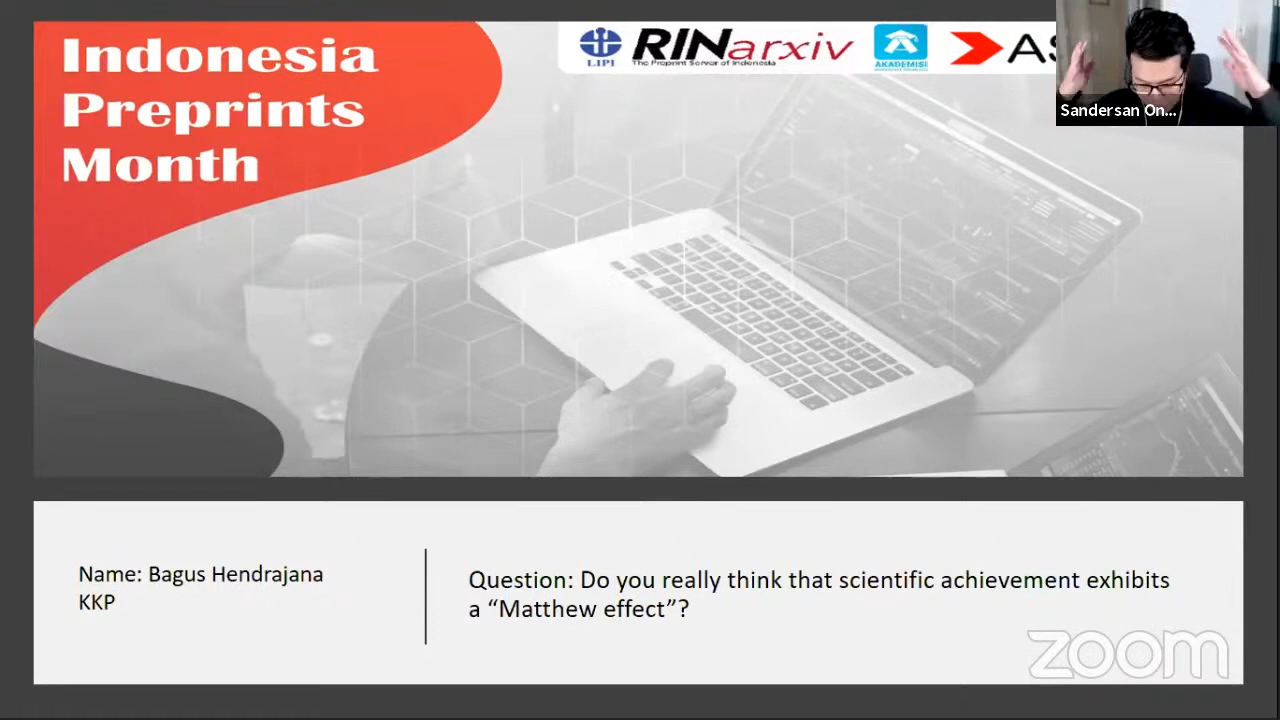 Indonesia
Preprints
Month
LIPI
RINarxiv
The Preprint Server of Indonesia
AKADEMISI
AS
Sandersan On...
Name: Bagus Hendrajana
KKP
Question: Do you really think that scientific achievement exhibits
a “Matthew effect”?
zoom